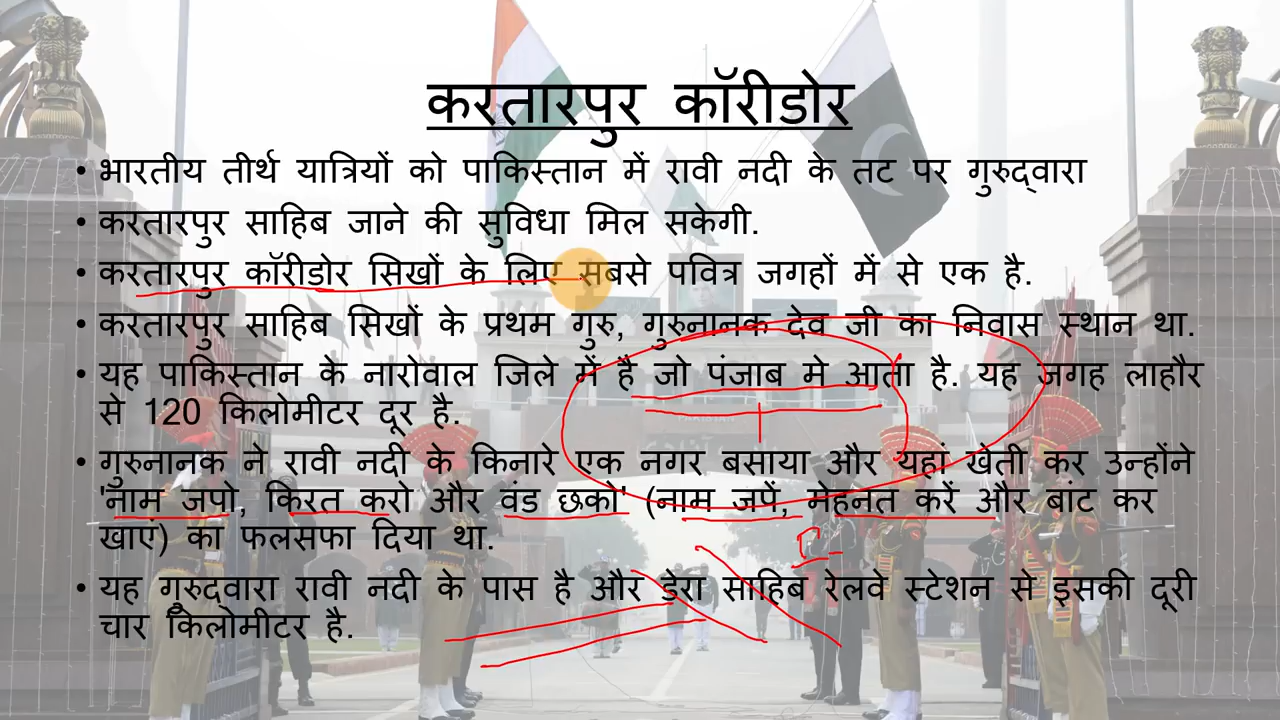 करतारपुर कॉरीडोर
• भारतीय तीर्थ यात्रियों को पाकिस्तान में रावी नदी के तट पर गुरुद्वारा
• करतारपुर साहिब जाने की सुविधा मिल सकेगी.
• करतारपुर कॉरीडोर सिखों के लिए सबसे पवित्र जगहों में से एक है.
• करतारपुर साहिब सिखों के प्रथम गुरु, गुरुनानक देव जी का निवास स्थान था.
• यह पाकिस्तान के नारोवाल जिले में है जो पंजाब मे आता है. यह जगह लाहौर
से 120 किलोमीटर दूर है.
• गुरुनानक ने रावी नदी के किनारे एक नगर बसाया और यहां खेती कर उन्होंने
'नाम जपो, किरत करो और वंड छको' (नाम जपें, मेहनत करें और बांट कर
खाएं) का फलसफा दिया था.
• यह गुरुद्वारा रावी नदी के पास है और डेरा साहिब रेलवे स्टेशन से इसकी दूरी
चार किलोमीटर है.